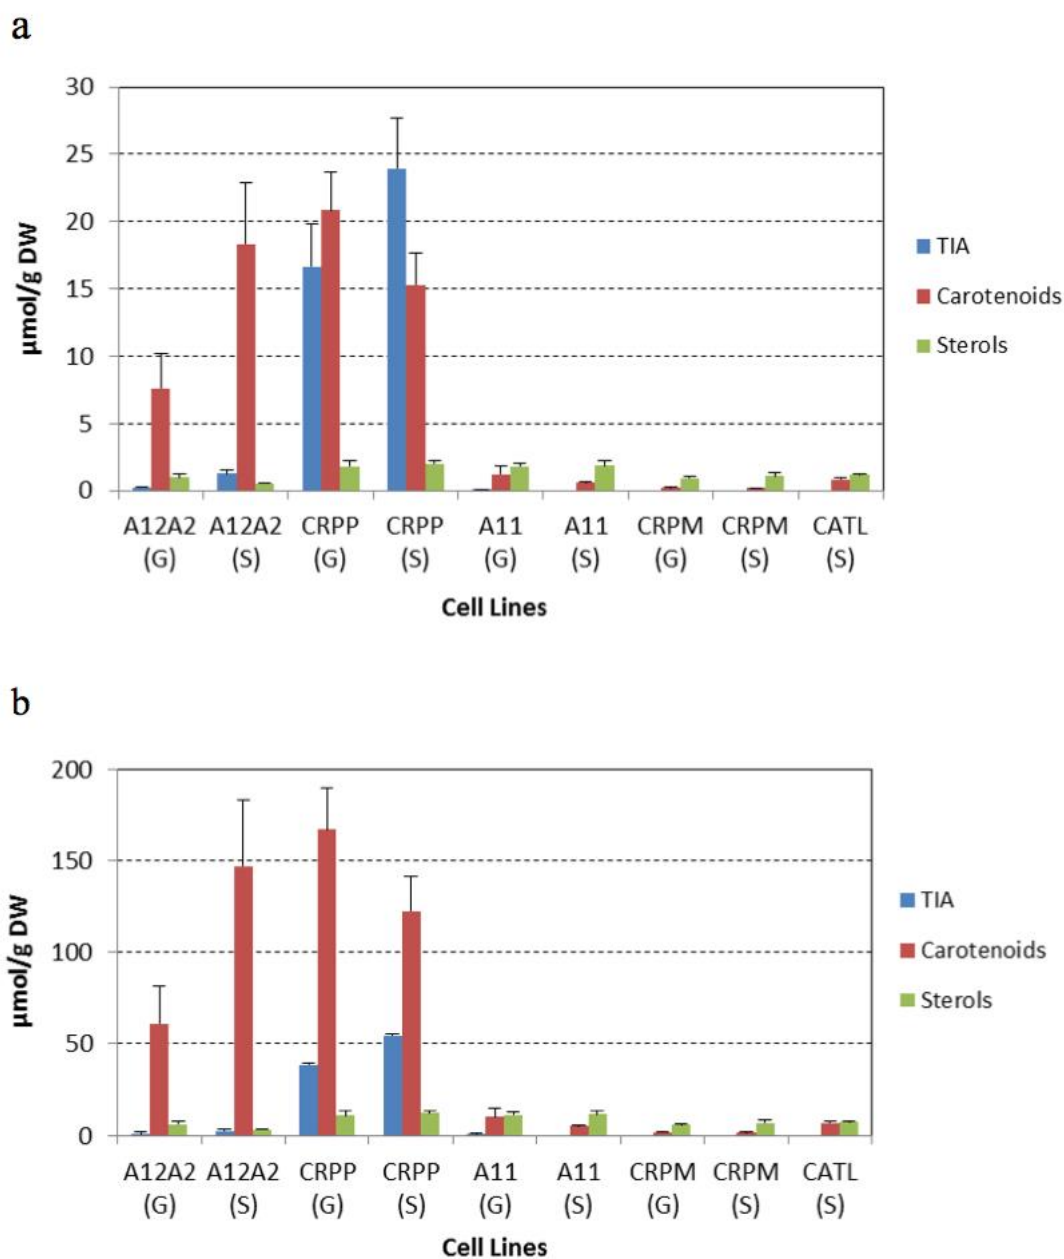 a
30
25
20
15
10
5
0
µmol/g DW
A12A2 A12A2 CRPP CRPP A11 A11 CRPM CRPM CATL
(G) (S) (G) (S) (G) (S) (G) (S) (S)
Cell Lines
TIA
Carotenoids
Sterols
b
200
150
100
50
0
µmol/g DW
A12A2 A12A2 CRPP CRPP A11 A11 CRPM CRPM CATL
(G) (S) (G) (S) (G) (S) (G) (S) (S)
Cell Lines
TIA
Carotenoids
Sterols